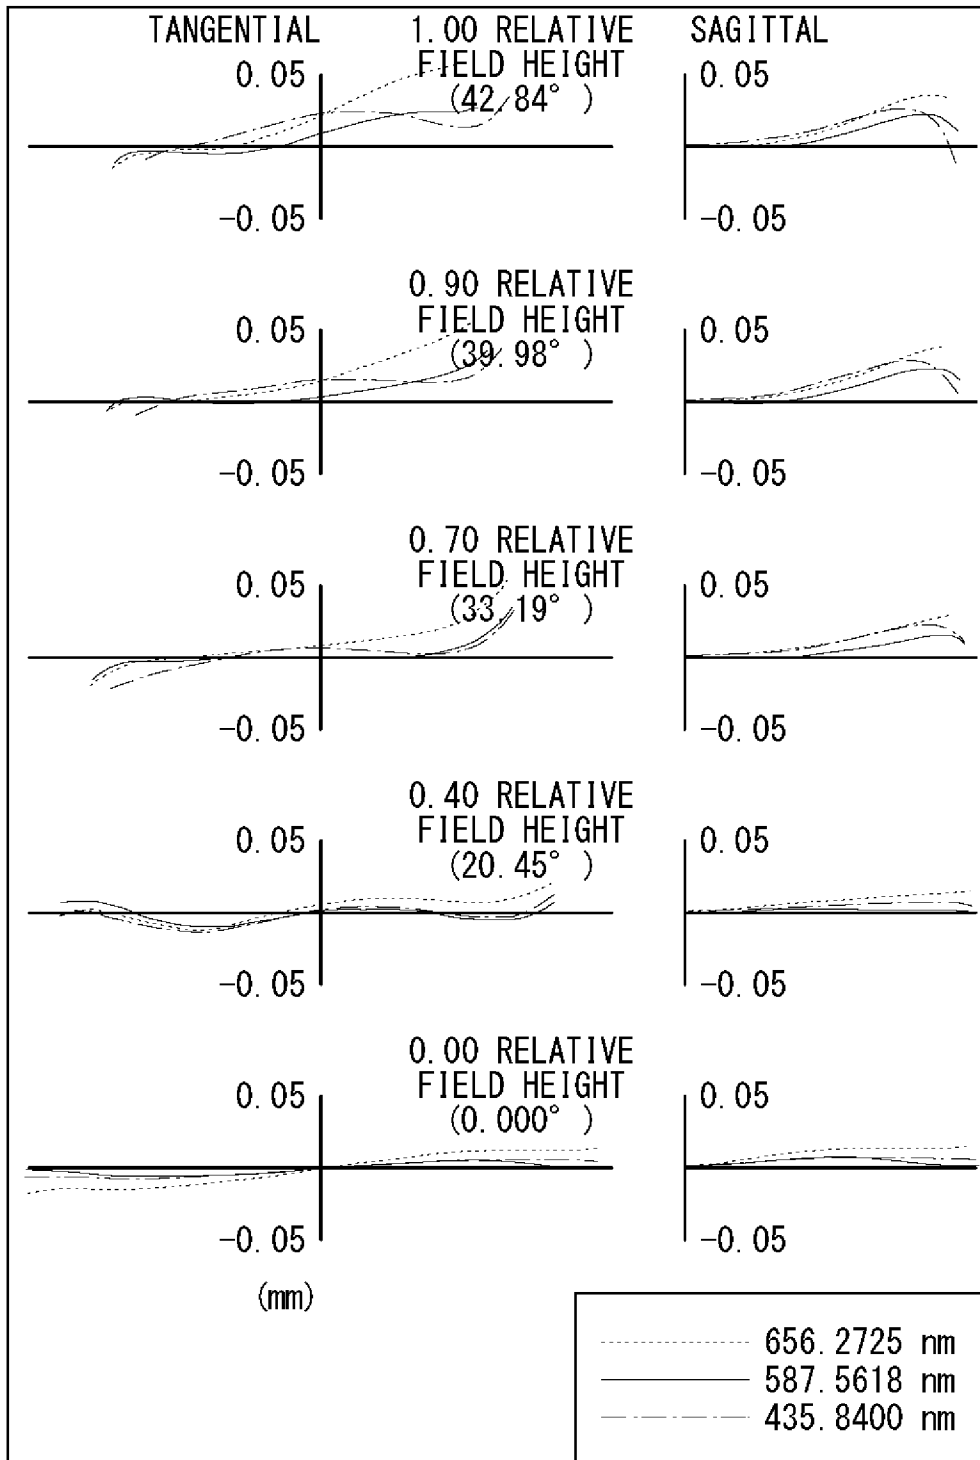 TANGENTIAL 1.00 RELATIVE SAGITTAL
FIELD HEIGHT
0.05 (42.84° ) 0.05
-0.05 -0.05
0.90 RELATIVE
FIELD HEIGHT
0.05 (39.98° ) 0.05
-0.05 -0.05
0.70 RELATIVE
FIELD HEIGHT
0.05 (33.19° ) 0.05
-0.05 -0.05
0.40 RELATIVE
FIELD HEIGHT
0.05 (20.45° ) 0.05
-0.05 -0.05
0.00 RELATIVE
FIELD HEIGHT
0.05 (0.000° ) 0.05
-0.05 -0.05
(mm)
656.2725 nm
587.5618 nm
435.8400 nm